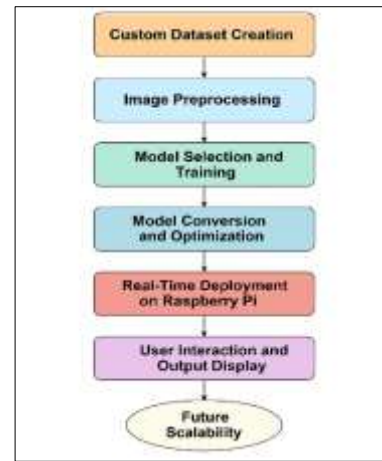 Custom Dataset Creation
Image Preprocessing
Model Selection and
Training
Model Conversion
and Optimization
Real-Time Deployment
on Raspberry Pi
User Interaction and
Output Display
Future
Scalability